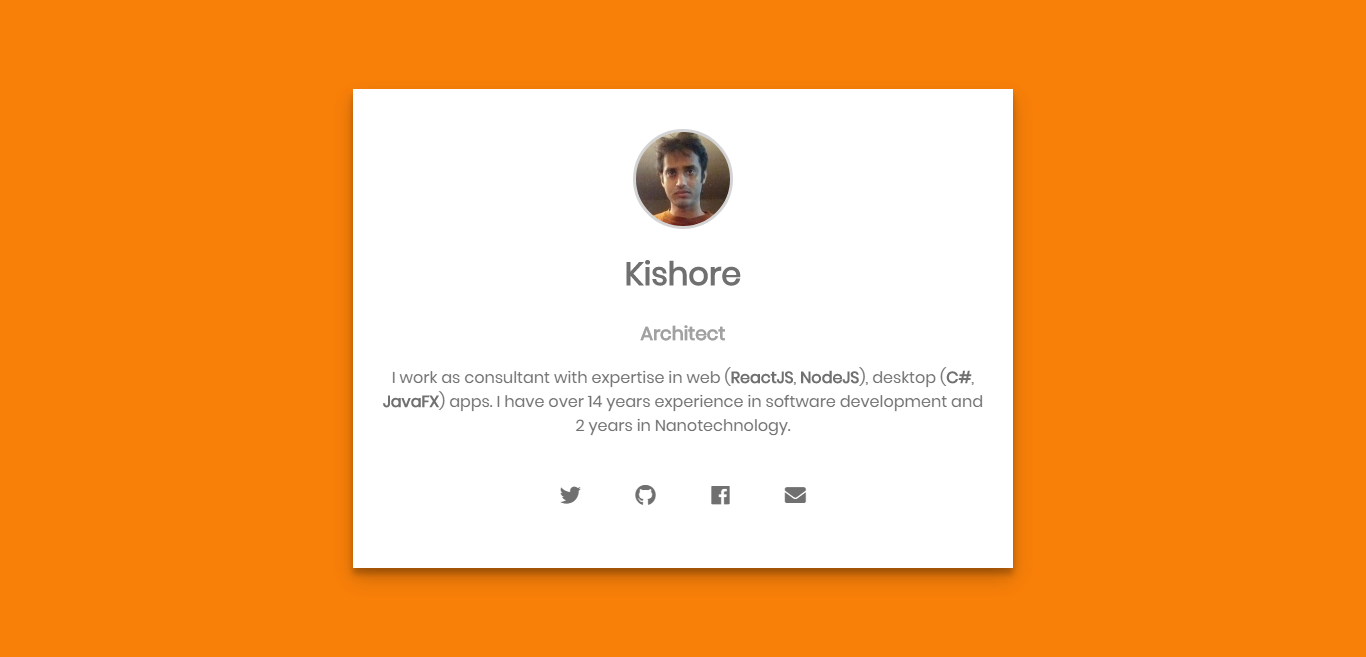 Kishore
Architect
I work as consultant with expertise in web (ReactJS, NodeJS), desktop (C#,
JavaFX) apps. I have over 14 years experience in software development and
2 years in Nanotechnology.